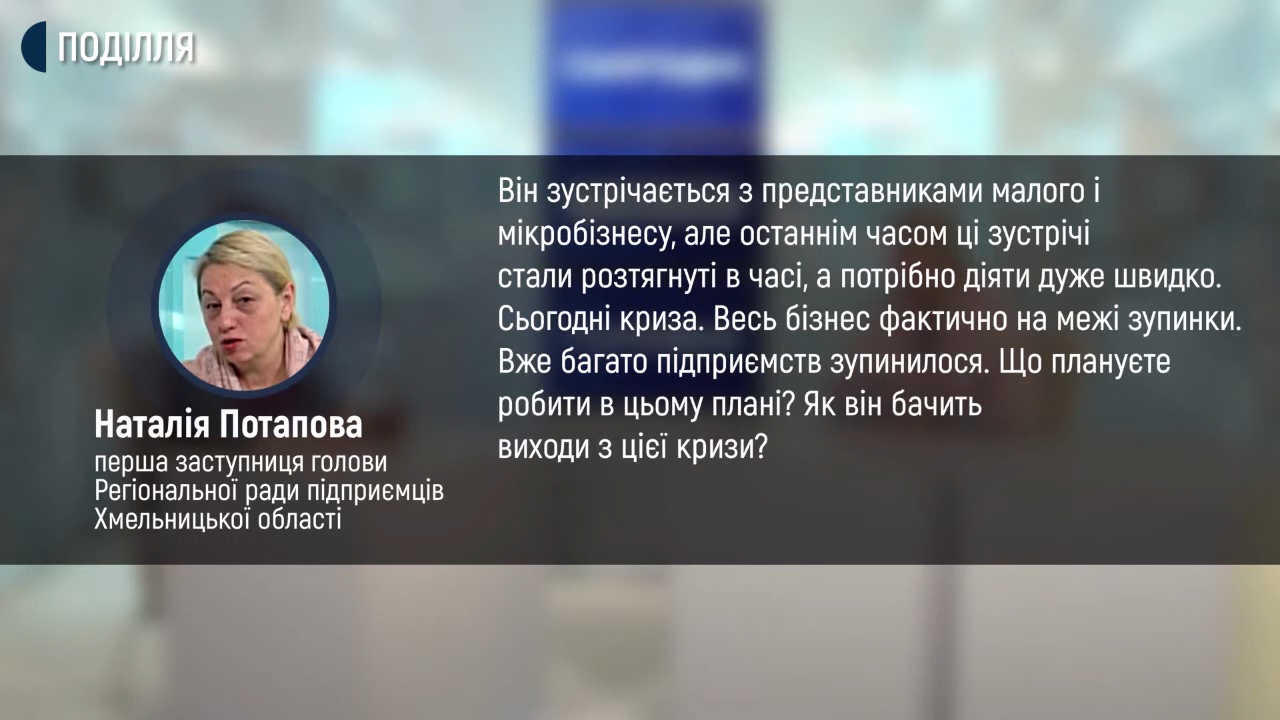 ПОДІЛЛЯ
Він зустрічається з представниками малого і
мікробізнесу, але останнім часом ці зустрічі
стали розтягнуті в часі, а потрібно діяти дуже швидко.
Сьогодні криза. Весь бізнес фактично на межі зупинки.
Вже багато підприємств зупинилося. Що плануєте
робити в цьому плані? Як він бачить
виходи з цієї кризи?
Наталія Потапова
перша заступниця голови
Регіональної ради підприємців
Хмельницької області